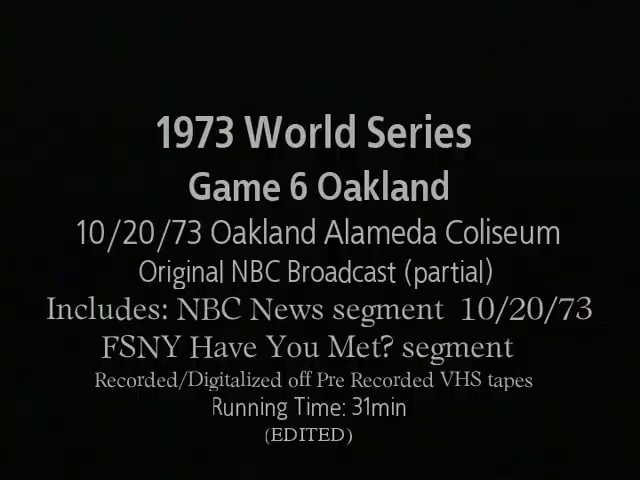 1973 World Series
Game 6 Oakland
10/20/73 Oakland Alameda Coliseum
Original NBC Broadcast (partial)
Includes: NBC News segment 10/20/73
FSNY Have You Met? segment
Recorded/Digitalized off Pre Recorded VHS tapes
Running Time: 31min
(EDITED)